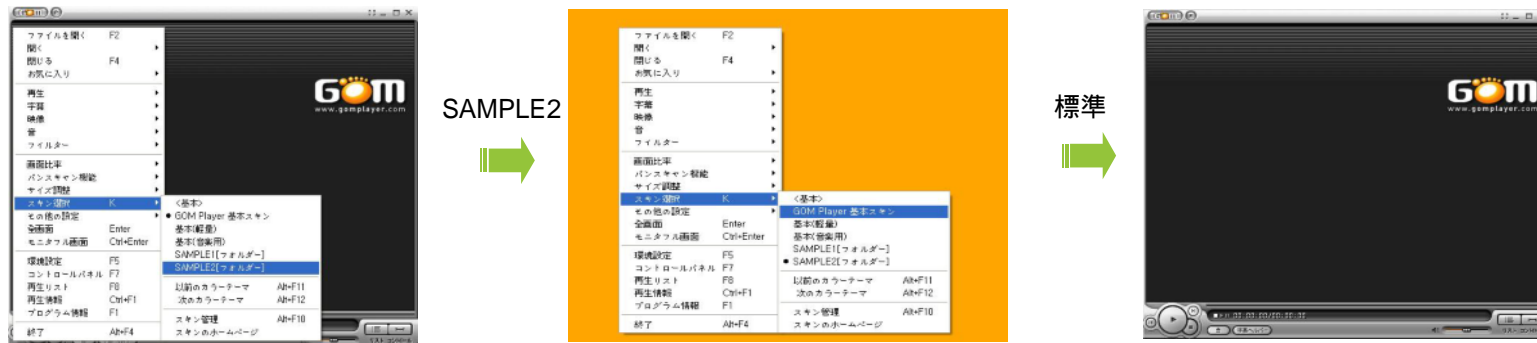 GOM
ファイルを開く F2
開く
閉じる F4
お気に入り
再生
字幕
映像
音
フィルター
画面比率
パンスキャン機能
サイズ調整
スキン選択 K
その他の設定
全画面 Enter
モニタフル画面 Ctrl+Enter
環境設定 F5
コントロールパネル F7
再生リスト F8
再生情報 Ctrl+F1
プログラム情報 F1
終了 Alt+F4
<基本>
GOM Player 基本スキン
基本(軽量)
基本(音楽用)
SAMPLE1[フォルダー]
SAMPLE2[フォルダー]
以前のカラーテーマ Alt+F11
次のカラーテーマ Alt+F12
スキン管理 Alt+F10
スキンのホームページ
GOM
www.gomplayer.com
SAMPLE2
ファイルを開く F2
開く
閉じる F4
お気に入り
再生
字幕
映像
音
フィルター
画面比率
パンスキャン機能
サイズ調整
スキン選択 K
その他の設定
全画面 Enter
モニタフル画面 Ctrl+Enter
環境設定 F5
コントロールパネル F7
再生リスト F8
再生情報 Ctrl+F1
プログラム情報 F1
終了 Alt+F4
<基本>
GOM Player 基本スキン
基本(軽量)
基本(音楽用)
SAMPLE1[フォルダー]
SAMPLE2[フォルダー]
以前のカラーテーマ Alt+F11
次のカラーテーマ Alt+F12
スキン管理 Alt+F10
スキンのホームページ
標準
GOM
GOM
www.gomplayer.com
00:00:00/00:00:00
字幕ヘルパー